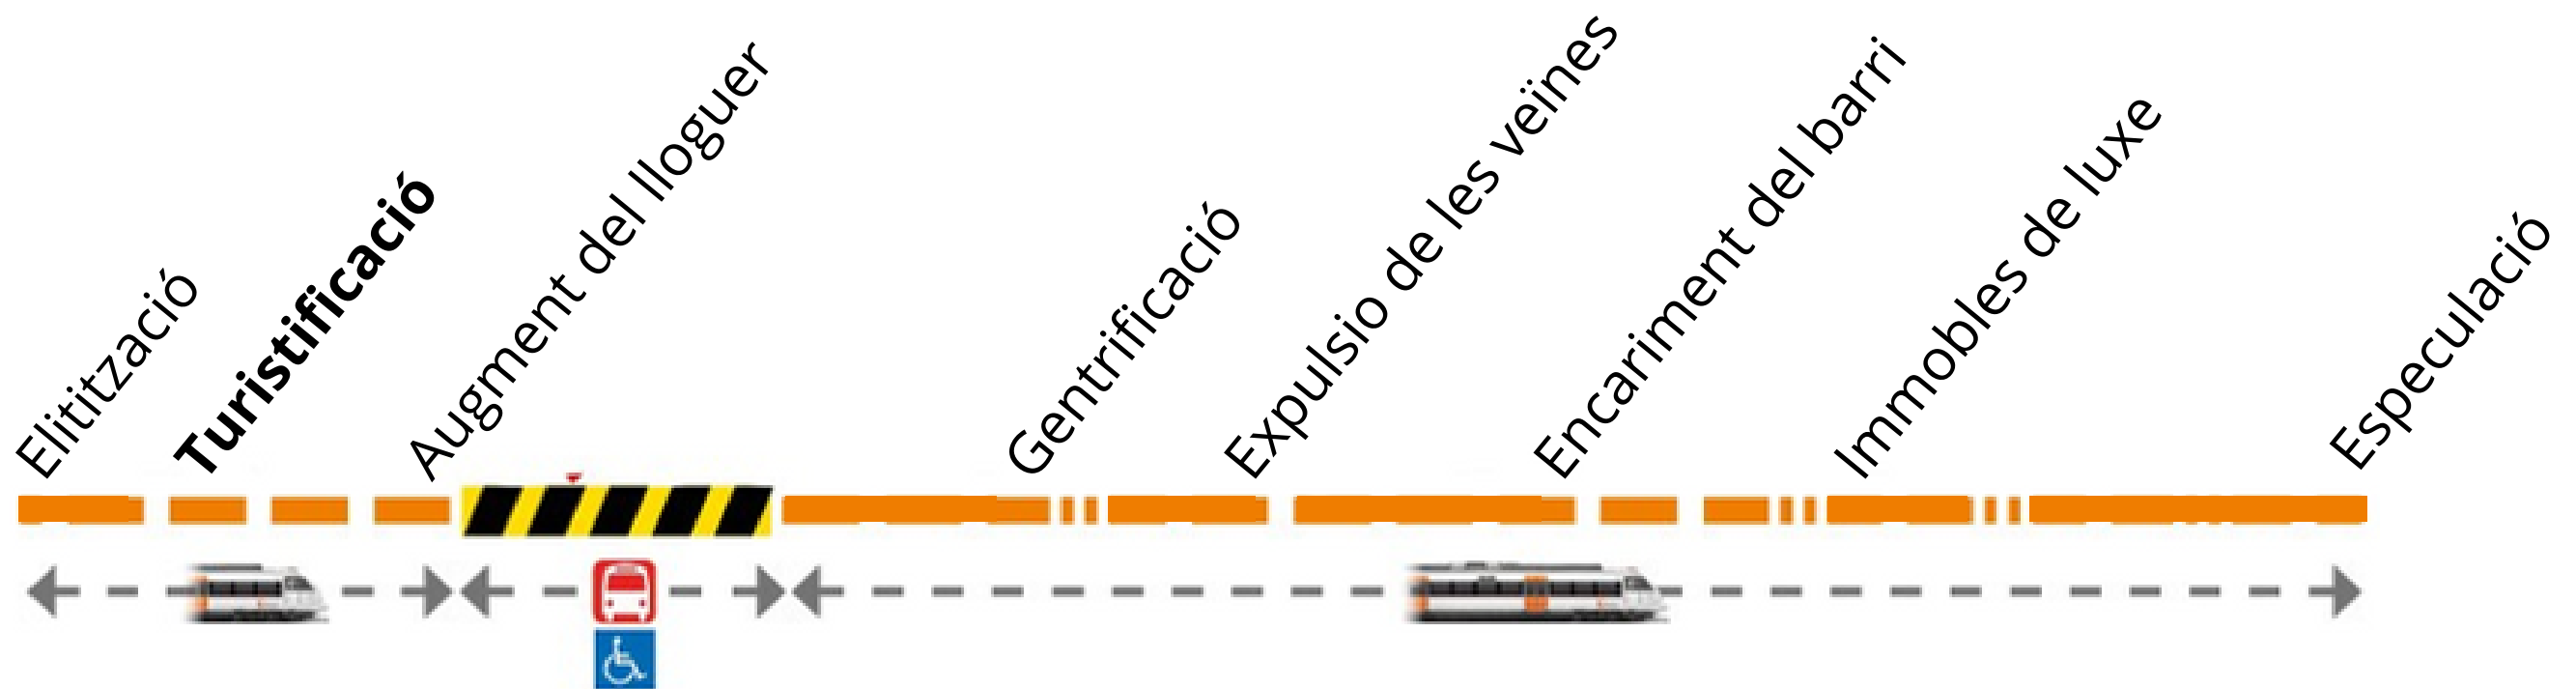 Elitització
Turistificació
Augment del lloguer
Gentrificació
Expulsio de les veïnes
Encariment del barri
Immobles de luxe
Especulació